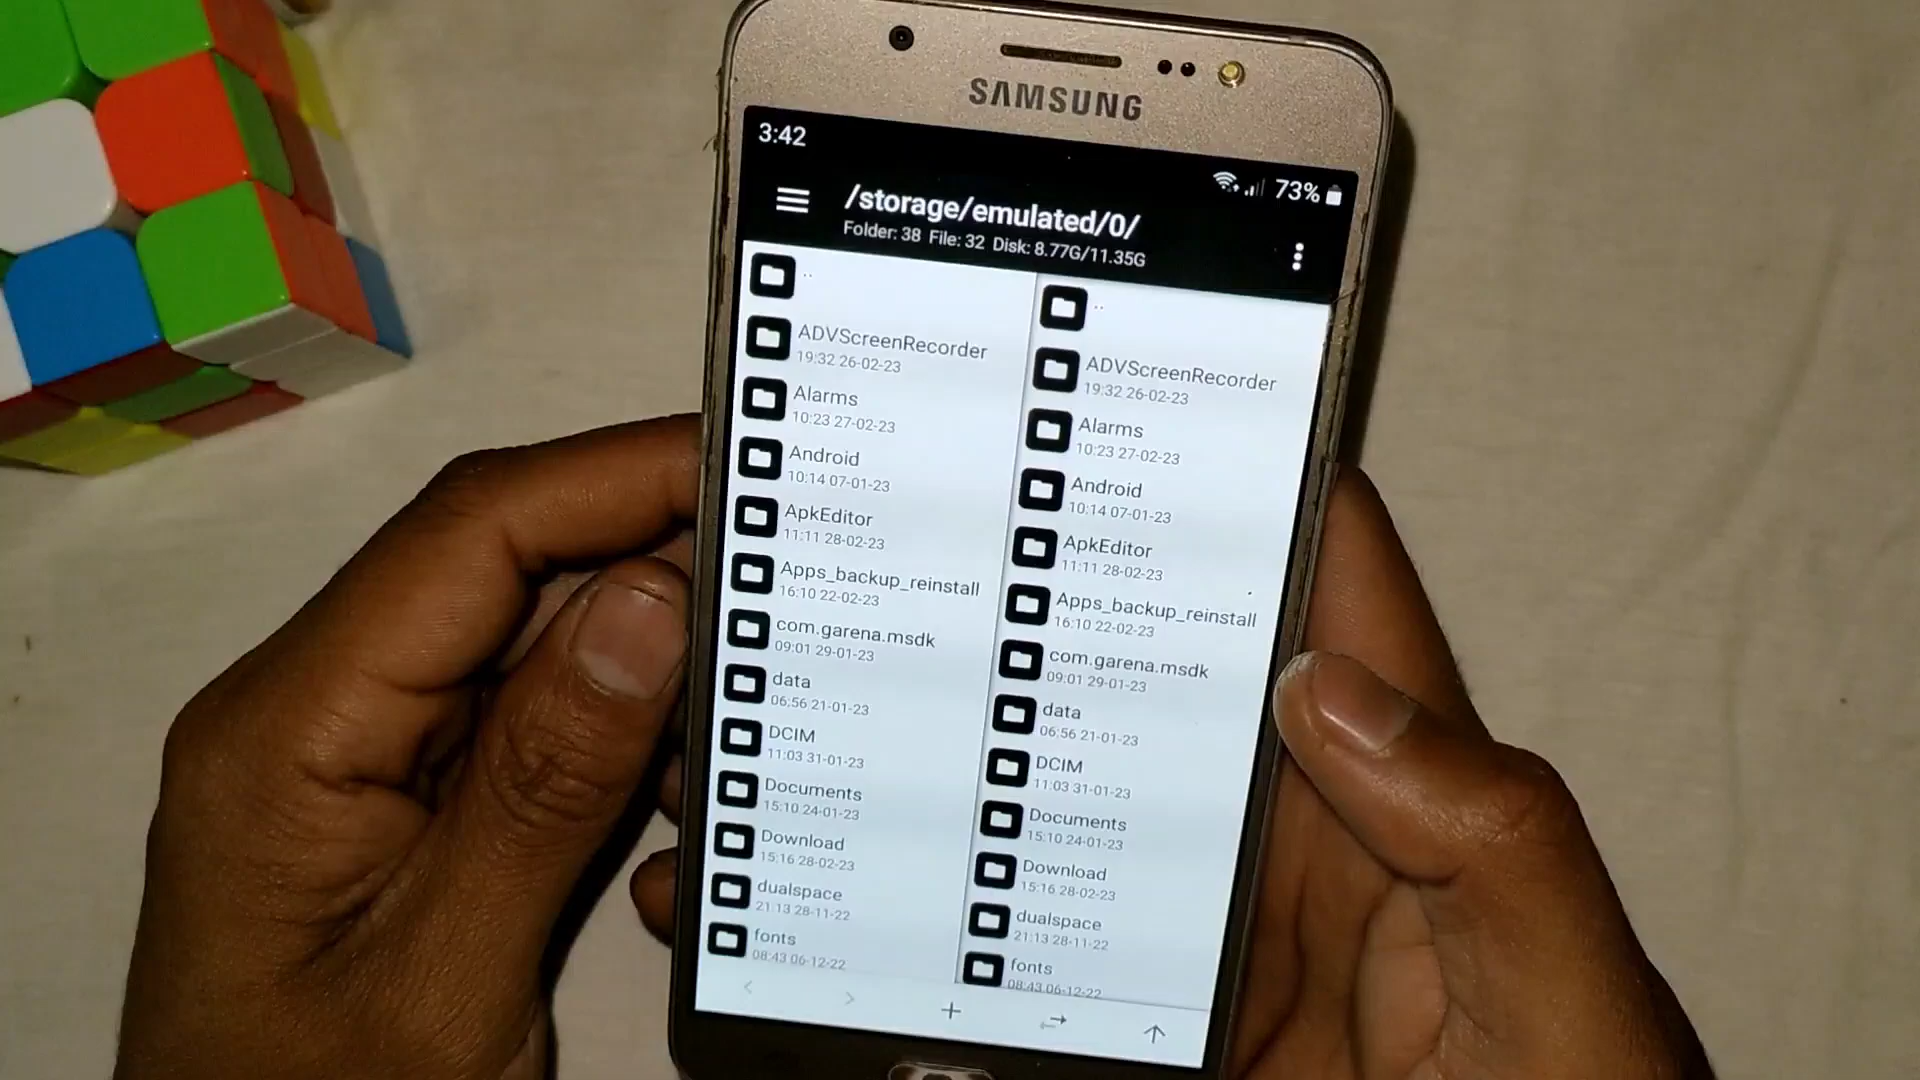 SAMSUNG
3:42
73%
/storage/emulated/0/
Folder: 38 File: 32 Disk: 8.77G/11.35G
..
ADVScreenRecorder
19:32 26-02-23
Alarms
10:23 27-02-23
Android
10:14 07-01-23
ApkEditor
11:11 28-02-23
Apps_backup_reinstall
16:10 22-02-23
com.garena.msdk
09:01 29-01-23
data
06:56 21-01-23
DCIM
11:03 31-01-23
Documents
15:10 24-01-23
Download
15:16 28-02-23
dualspace
21:13 28-11-22
fonts
08:43 06-12-22
..
ADVScreenRecorder
19:32 26-02-23
Alarms
10:23 27-02-23
Android
10:14 07-01-23
ApkEditor
11:11 28-02-23
Apps_backup_reinstall
16:10 22-02-23
com.garena.msdk
09:01 29-01-23
data
06:56 21-01-23
DCIM
11:03 31-01-23
Documents
15:10 24-01-23
Download
15:16 28-02-23
dualspace
21:13 28-11-22
fonts
08:43 06-12-22